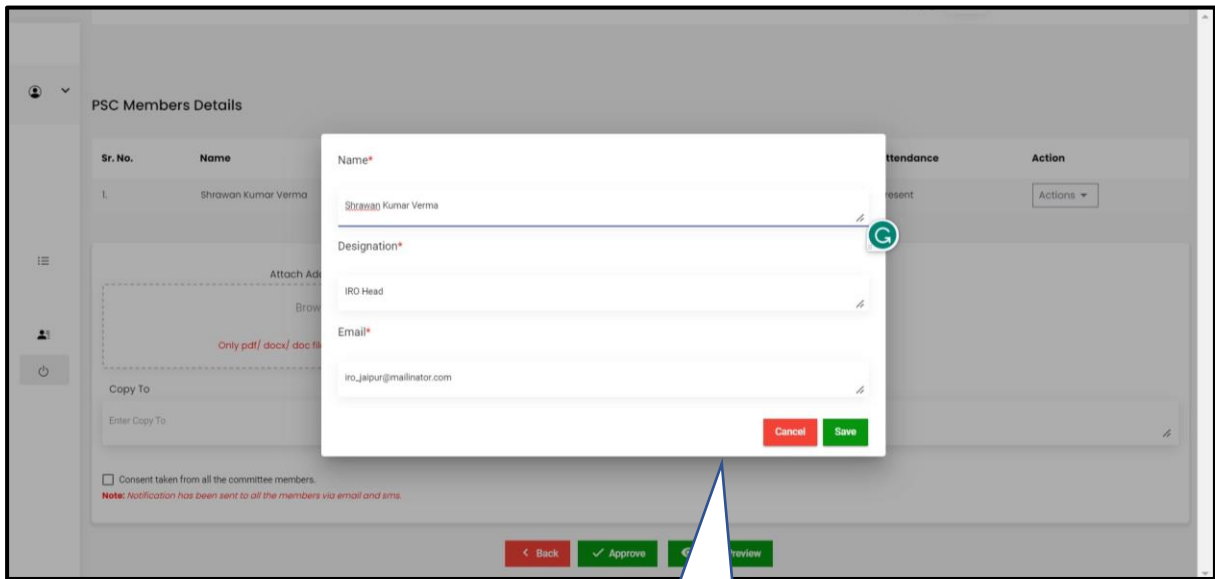 PSC Members Details
Sr. No. Name ttendance Action
1. Shrawan Kumar Verma resent Actions
Name*
Shrawan Kumar Verma
Designation*
IRO Head
Email*
iro_jaipur@mailinator.com
Cancel Save
Attach Add
Brow
Only pdf/ docx/ doc fil
Copy To
Enter Copy To
Consent taken from all the committee members.
Note: Notification has been sent to all the members via email and sms.
Back Approve review